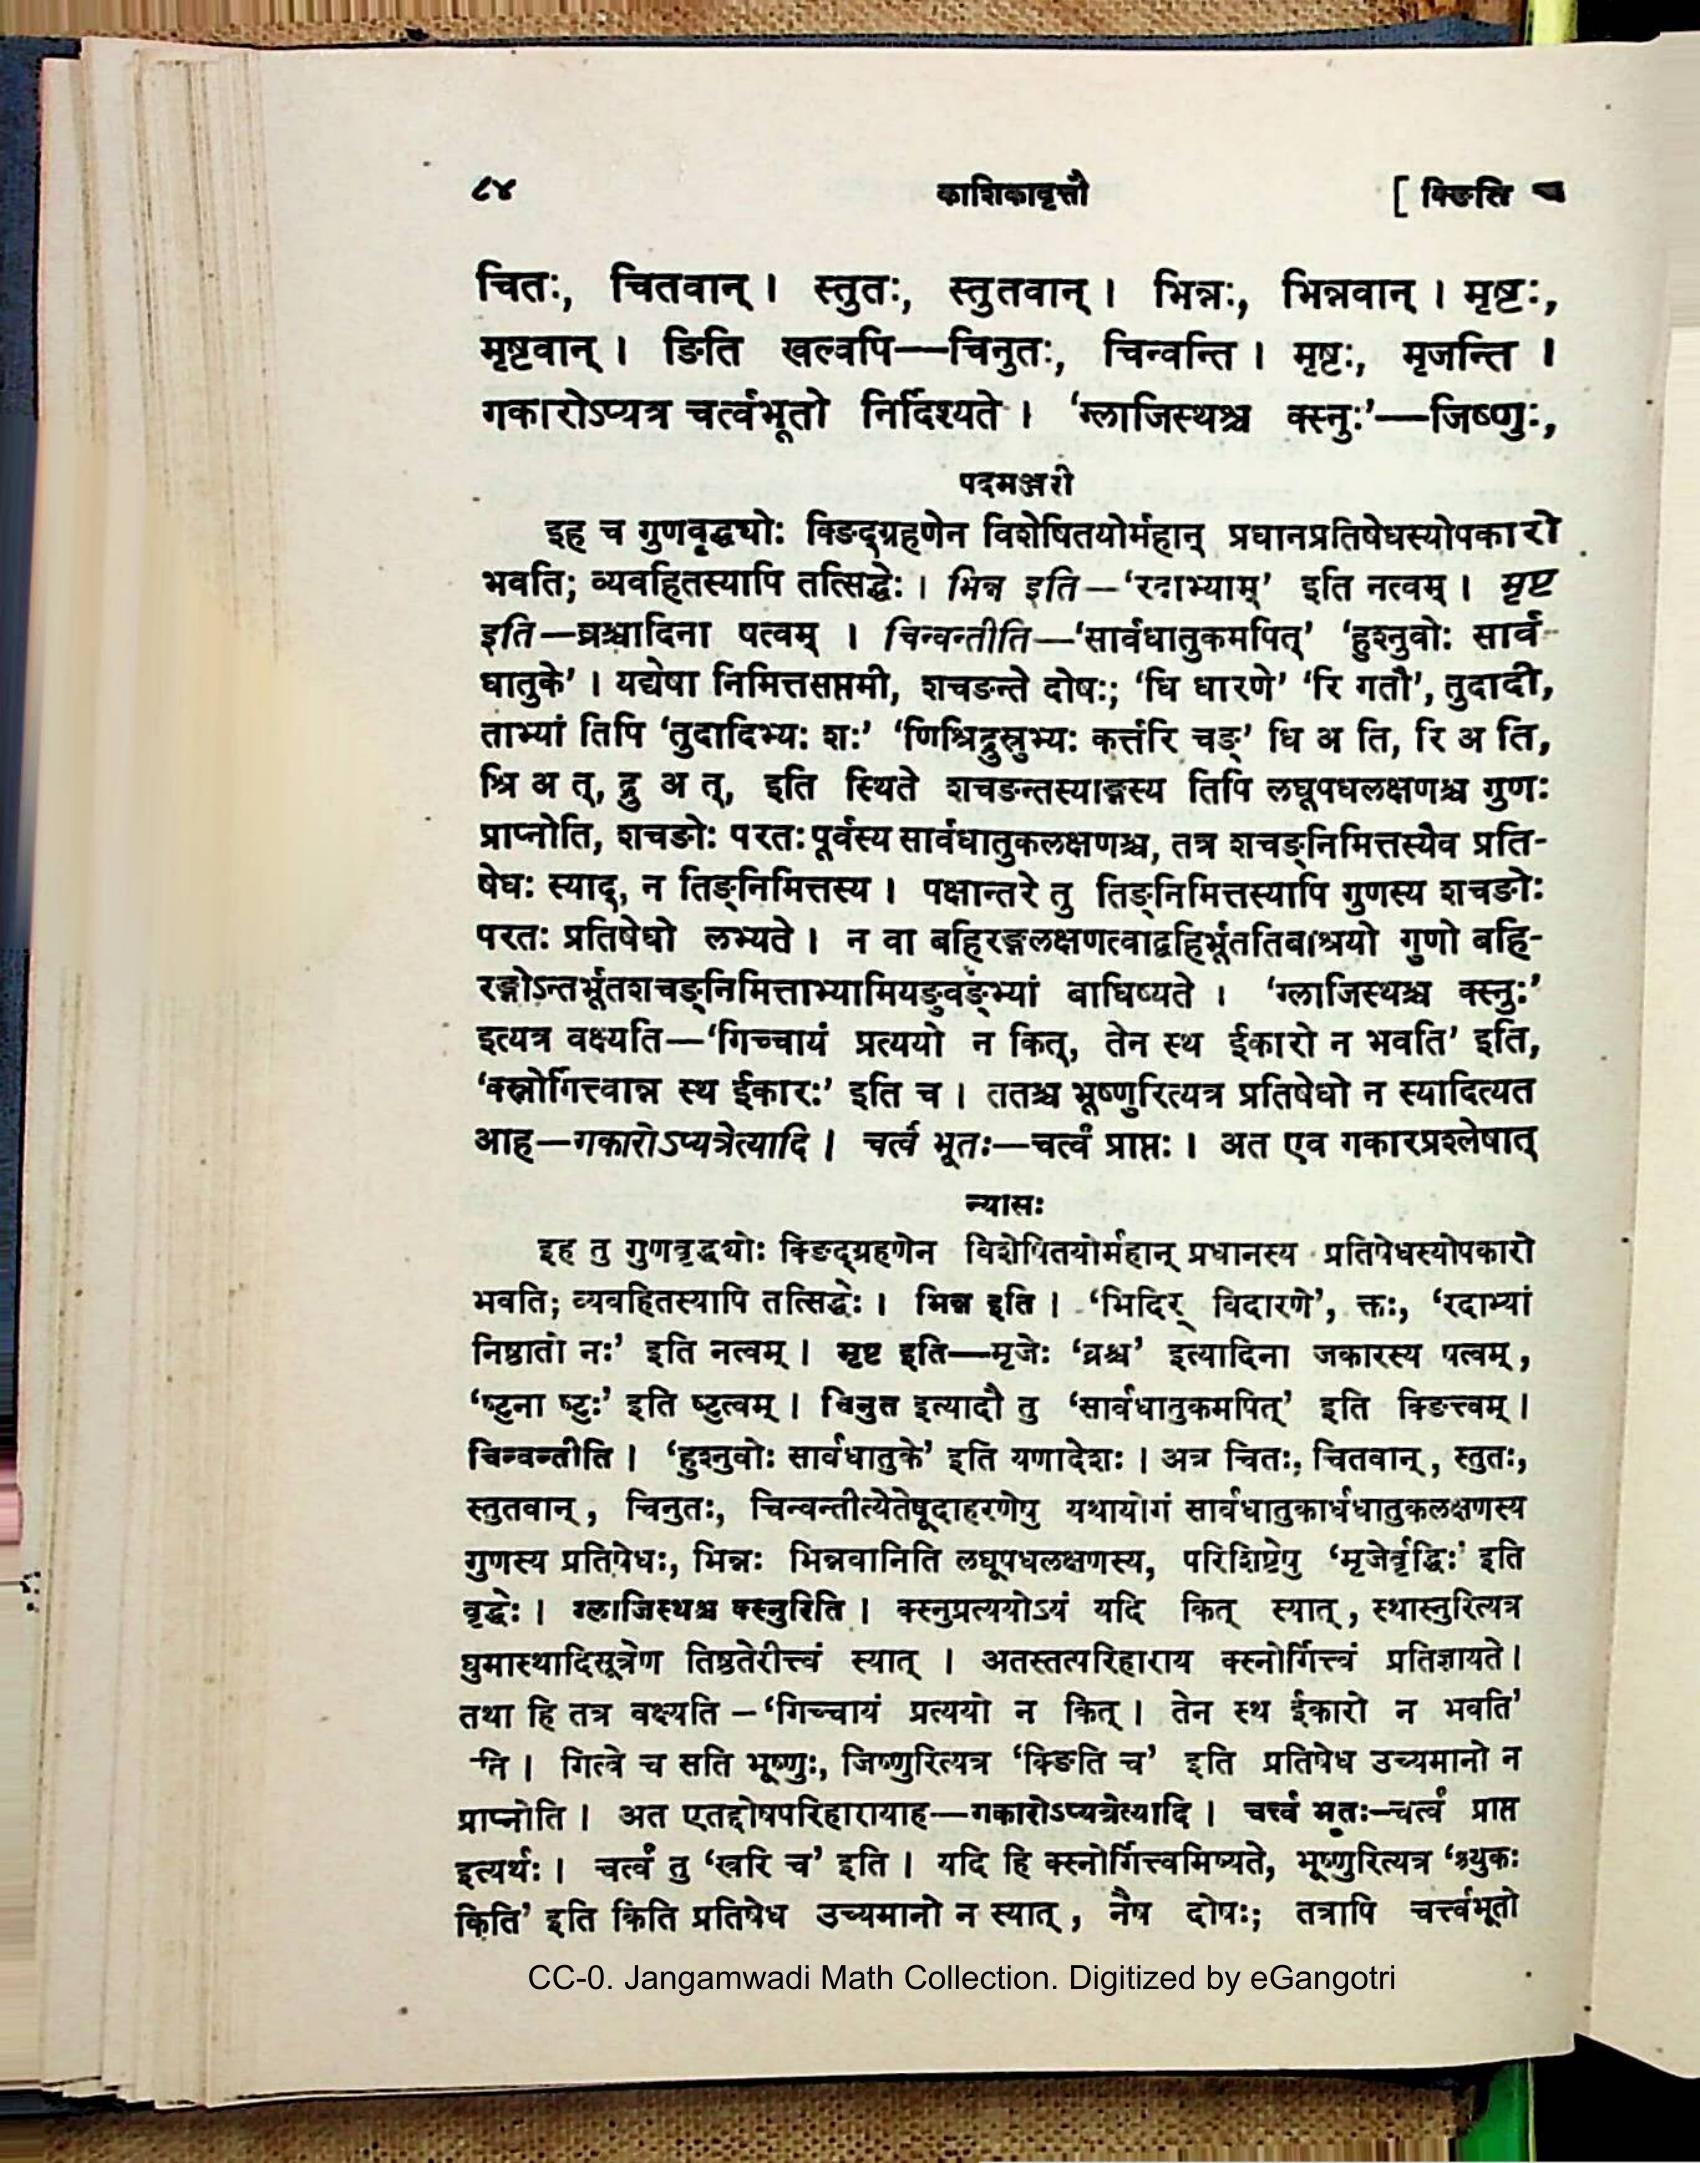 ८४ काशिकावृत्तौ [ क्ङिति च
चितः, चितवान् । स्तुतः, स्तुतवान् । भिन्नः, भिन्नवान् । मृष्टः,
मृष्टवान् । ङिति खल्वपि—चिनुतः, चिन्वन्ति । मृष्टः, मृजन्ति ।
गकारोऽप्यत्र चर्त्वभूतो निर्दिश्यते । ‘ग्लाजिस्थश्च क्स्नुः’—जिष्णुः,
पदमञ्जरी
इह च गुणवृद्ध्योः क्ङिद्ग्रहणेन विशेषितयोर्महान् प्रधानप्रतिषेधस्योपकारो
भवति; व्यवहितस्यापि तत्सिद्धेः । भिन्न इति—‘रदाभ्याम्’ इति नत्वम् । मृष्ट
इति—व्रश्चादिना षत्वम् । चिन्वन्तीति—‘सार्वधातुकमपित्’ ‘हुश्नुवोः सार्व-
धातुके’ । यद्येषा निमित्तसप्तमी, शचङन्ते दोषः; ‘धि धारणे’ ‘रि गतौ’, तुदादी,
ताभ्यां तिपि ‘तुदादिभ्यः शः’ ‘णिश्रिद्रुस्रुभ्यः कर्त्तरि चङ्’ धि अ ति, रि अ ति,
श्रि अ त्, द्रु अ त्, इति स्थिते शचङन्तस्याङ्गस्य तिपि लघूपधलक्षणश्च गुणः
प्राप्नोति, शचङोः परतः पूर्वस्य सार्वधातुकलक्षणश्च, तत्र शचङ्निमित्तस्यैव प्रति-
षेधः स्याद्, न तिङ्निमित्तस्य । पक्षान्तरे तु तिङ्निमित्तस्यापि गुणस्य शचङोः
परतः प्रतिषेधो लभ्यते । न वा बहिरङ्गलक्षणत्वाद्बहिर्भूततिबाश्रयो गुणो बहि-
रङ्गोऽन्तर्भूतशचङ्निमित्ताभ्यामियङुवङ्भ्यां बाधिष्यते । ‘ग्लाजिस्थश्च क्स्नुः’
इत्यत्र वक्ष्यति—‘गिच्चायं प्रत्ययो न कित्, तेन स्थ ईकारो न भवति’ इति,
‘क्स्नोर्गित्त्वान्न स्थ ईकारः’ इति च । ततश्च भूष्णुरित्यत्र प्रतिषेधो न स्यादित्यत
आह—गकारोऽप्यत्रेत्यादि । चर्त्व भूतः—चर्त्वं प्राप्तः । अत एव गकारप्रश्लेषात्
न्यासः
इह तु गुणवृद्ध्योः क्ङिद्ग्रहणेन विशेषितयोर्महान् प्रधानस्य प्रतिषेधस्योपकारो
भवति; व्यवहितस्यापि तत्सिद्धेः । भिन्न इति । ‘भिदिर् विदारणे’, क्तः, ‘रदाभ्यां
निष्ठातो नः’ इति नत्वम् । मृष्ट इति—मृजेः ‘व्रश्च’ इत्यादिना जकारस्य षत्वम्,
‘ष्टुना ष्टुः’ इति ष्टुत्वम् । चिनुत इत्यादौ तु ‘सार्वधातुकमपित्’ इति क्ङित्त्वम् ।
चिन्वन्तीति । ‘हुश्नुवोः सार्वधातुके’ इति यणादेशः । अत्र चितः, चितवान्, स्तुतः,
स्तुतवान्, चिनुतः, चिन्वन्तीत्येतेषूदाहरणेषु यथायोगं सार्वधातुकार्धधातुकलक्षणस्य
गुणस्य प्रतिषेधः, भिन्नः भिन्नवानिति लघूपधलक्षणस्य, परिशिष्टेषु ‘मृजेर्वृद्धिः’ इति
वृद्धेः । ग्लाजिस्थश्च क्स्नुरिति । क्स्नुप्रत्ययोऽयं यदि कित् स्यात्, स्थास्नुरित्यत्र
घुमास्थादिसूत्रेण तिष्ठतेरीत्त्वं स्यात् । अतस्तत्परिहाराय क्स्नोर्गित्त्वं प्रतिज्ञायते ।
तथा हि तत्र वक्ष्यति—‘गिच्चायं प्रत्ययो न कित् । तेन स्थ ईकारो न भवति’
ति । गित्वे च सति भूष्णुः, जिष्णुरित्यत्र ‘क्ङिति च’ इति प्रतिषेध उच्यमानो न
प्राप्नोति । अत एतद्दोषपरिहारायाह—गकारोऽप्यत्रेत्यादि । चर्त्वं भूतः—चर्त्वं प्राप्त
इत्यर्थः । चर्त्वं तु ‘खरि च’ इति । यदि हि क्स्नोर्गित्त्वमिष्यते, भूष्णुरित्यत्र ‘श्र्युकः
किति’ इति किति प्रतिषेध उच्यमानो न स्यात्, नैष दोषः; तत्रापि चर्त्त्वभूतो
CC-0. Jangamwadi Math Collection. Digitized by eGangotri